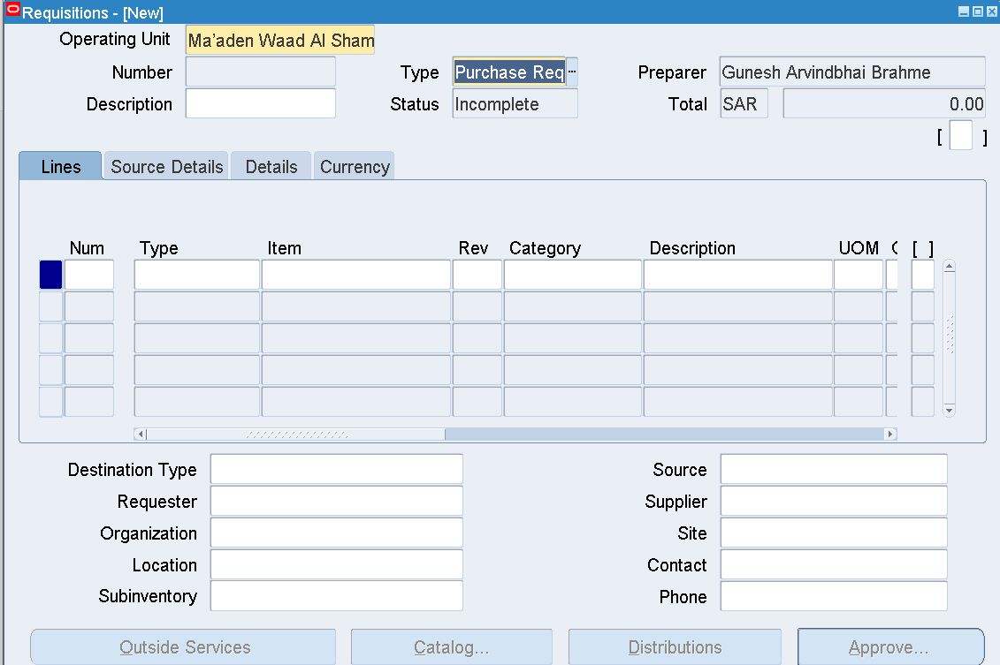 Requisitions - [New]
Operating Unit Ma'aden Waad Al Sham
Number Type Purchase Req ... Preparer Gunesh Arvindbhai Brahme
Description Status Incomplete Total SAR 0.00
[ ]
Lines Source Details Details Currency
Num Type Item Rev Category Description UOM [ ]
Destination Type Source
Requester Supplier
Organization Site
Location Contact
Subinventory Phone
Outside Services Catalog... Distributions Approve...